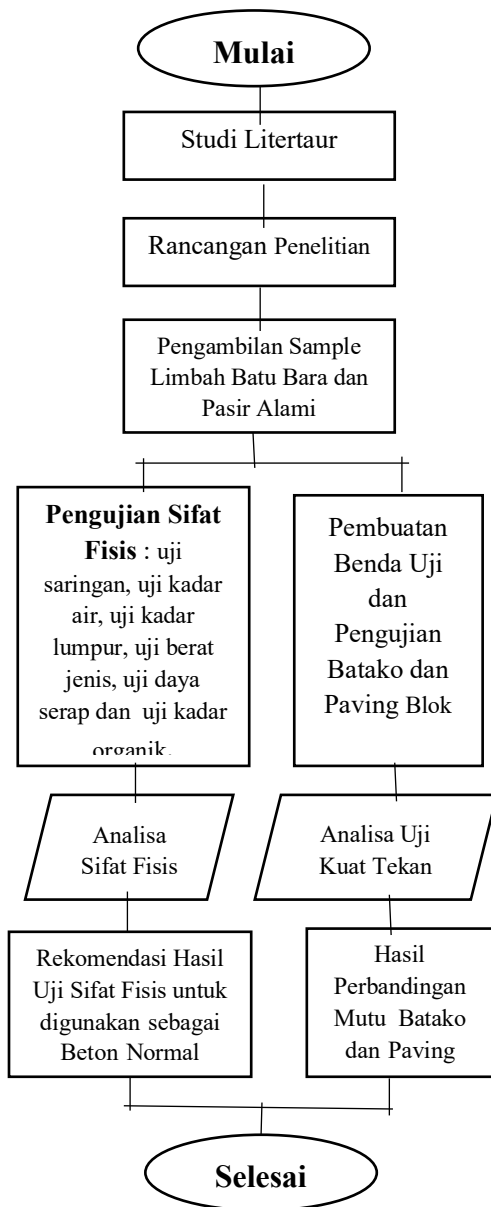 Mulai
Studi Litertaur
Rancangan Penelitian
Pengambilan Sample
Limbah Batu Bara dan
Pasir Alami
Pengujian Sifat
Fisis : uji
saringan, uji kadar
air, uji kadar
lumpur, uji berat
jenis, uji daya
serap dan uji kadar
organik.
Pembuatan
Benda Uji
dan
Pengujian
Batako dan
Paving Blok
Analisa
Sifat Fisis
Analisa Uji
Kuat Tekan
Rekomendasi Hasil
Uji Sifat Fisis untuk
digunakan sebagai
Beton Normal
Hasil
Perbandingan
Mutu Batako
dan Paving
Selesai